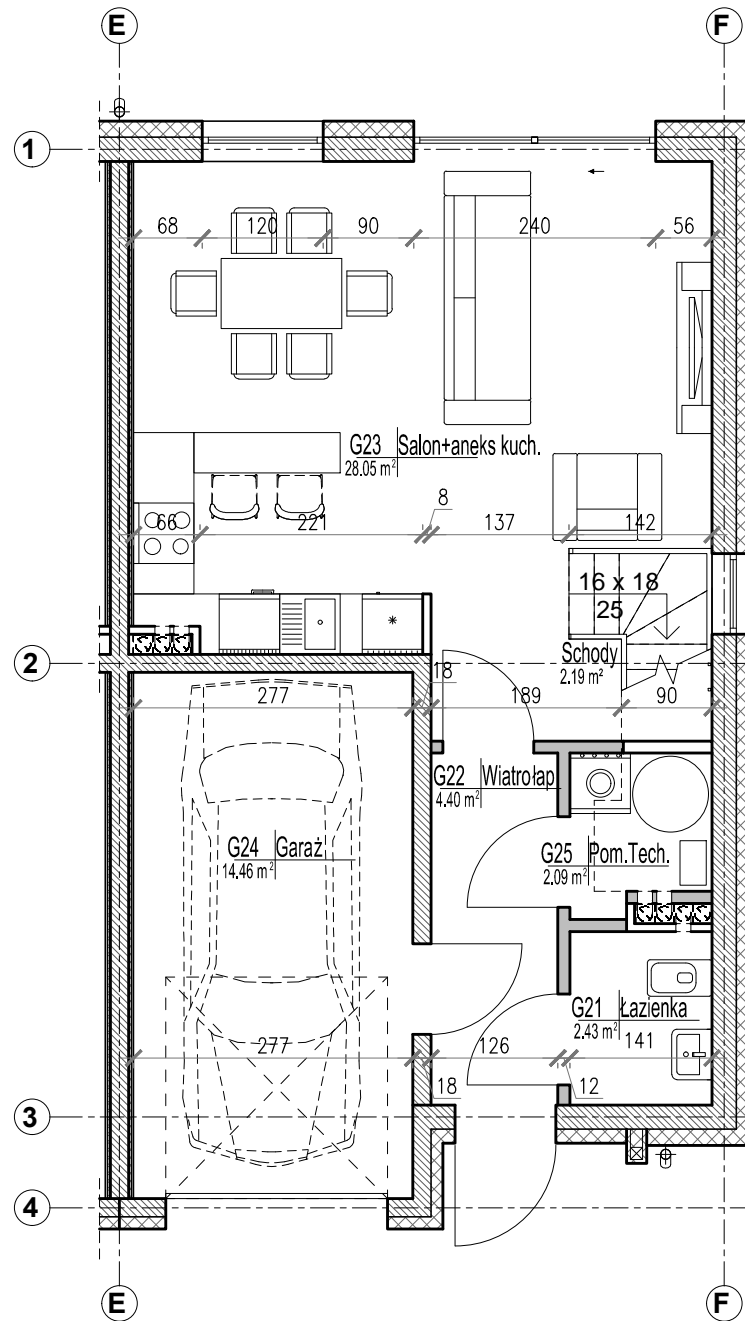 E F
1
68 120 90 240 56
G23 Salon+aneks kuch.
28.05 m²
8
66 221 137 142
16 x 18
25
2
Schody
2.19 m²
18
277 189 90
G22 Wiatrołap
4.40 m²
G24 Garaż
14.46 m²
G25 Pom.Tech.
2.09 m²
G21 Łazienka
2.43 m²
277 126 141
18 12
3
4
E F